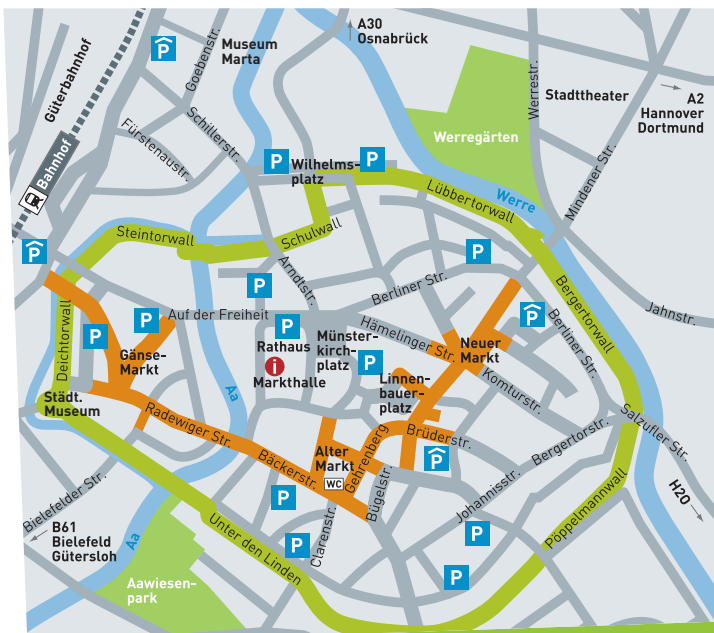 A30
Osnabrück
P
Museum
Marta
Goebenstr.
Güterbahnhof
Werrestr.
Stadttheater
A2
Hannover
Dortmund
Schillerstr.
Fürstenaustr.
Werregärten
Mindener Str.
Bahnhof
P
P
Wilhelms-
platz
Lübbertorwall
Werre
Steintorwall
Schulwall
P
P
Arndtstr.
P
Berliner Str.
Bergertorwall
Jahnstr.
Deichtorwall
P
P
Auf der Freiheit
P
P
Hämelinger Str.
Berliner Str.
Gänse-
Markt
Rathaus
i
Markthalle
Münster-
kirch-
platz
P
Neuer
Markt
Aa
Linnen-
bauer-
platz
Komturstr.
Städt.
Museum
Radewiger Str.
Salzufler Str.
Alter
Markt
Gehrenberg
Brüderstr.
Bergertorstr.
P
Bäckerstr.
WC
Bügelstr.
Johannisstr.
H20
Bielefelder Str.
P
Clarenstr.
Pöppelmannwall
B61
Bielefeld
Gütersloh
Aa
Unter den Linden
P
P
P
Aawiesen-
park